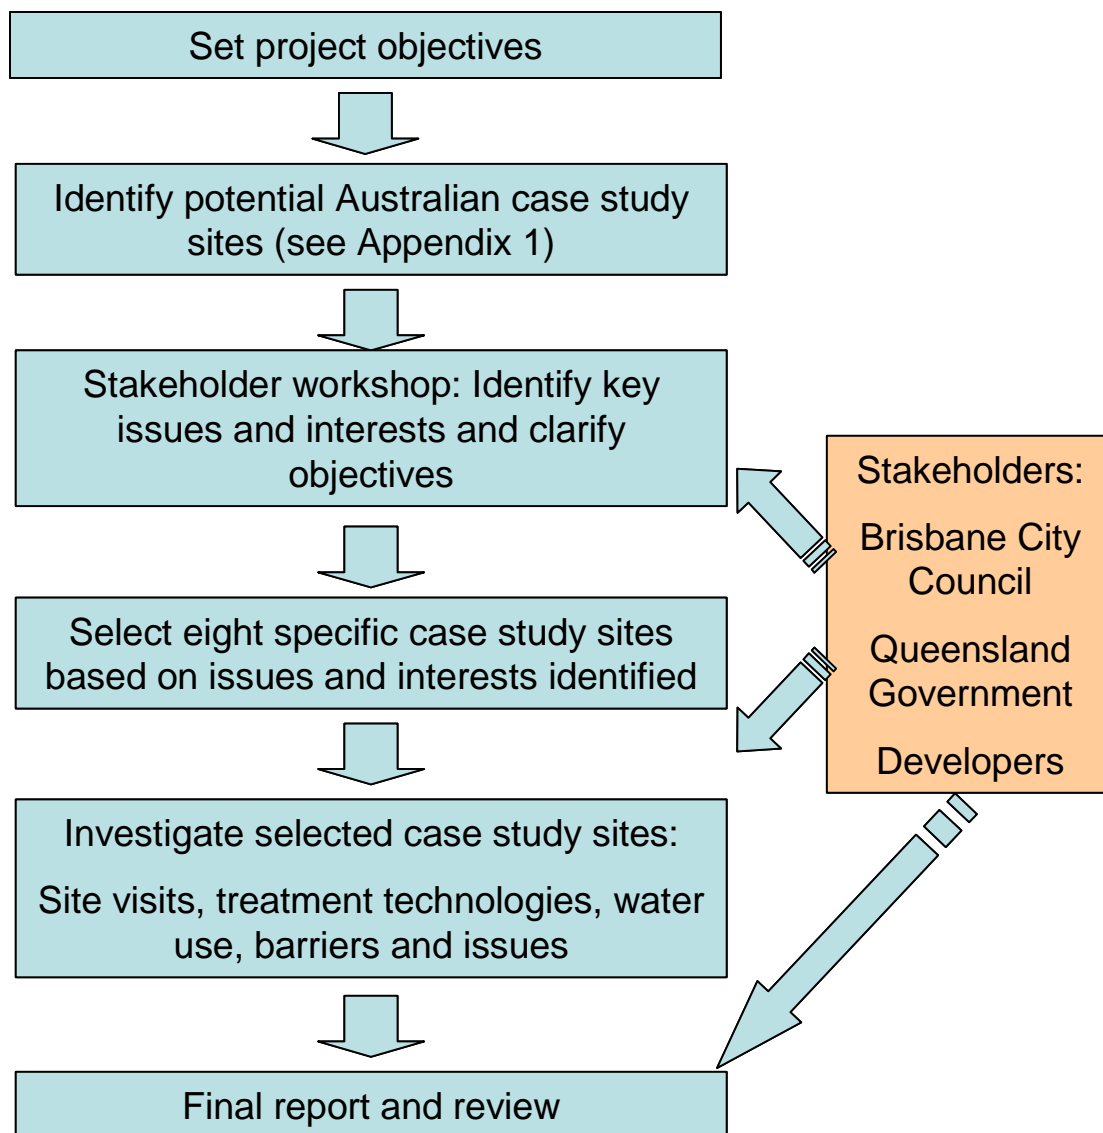 Set project objectives
Identify potential Australian case study
sites (see Appendix 1)
Stakeholder workshop: Identify key
issues and interests and clarify
objectives
Select eight specific case study sites
based on issues and interests identified
Investigate selected case study sites:
Site visits, treatment technologies, water
use, barriers and issues
Final report and review
Stakeholders:
Brisbane City
Council
Queensland
Government
Developers